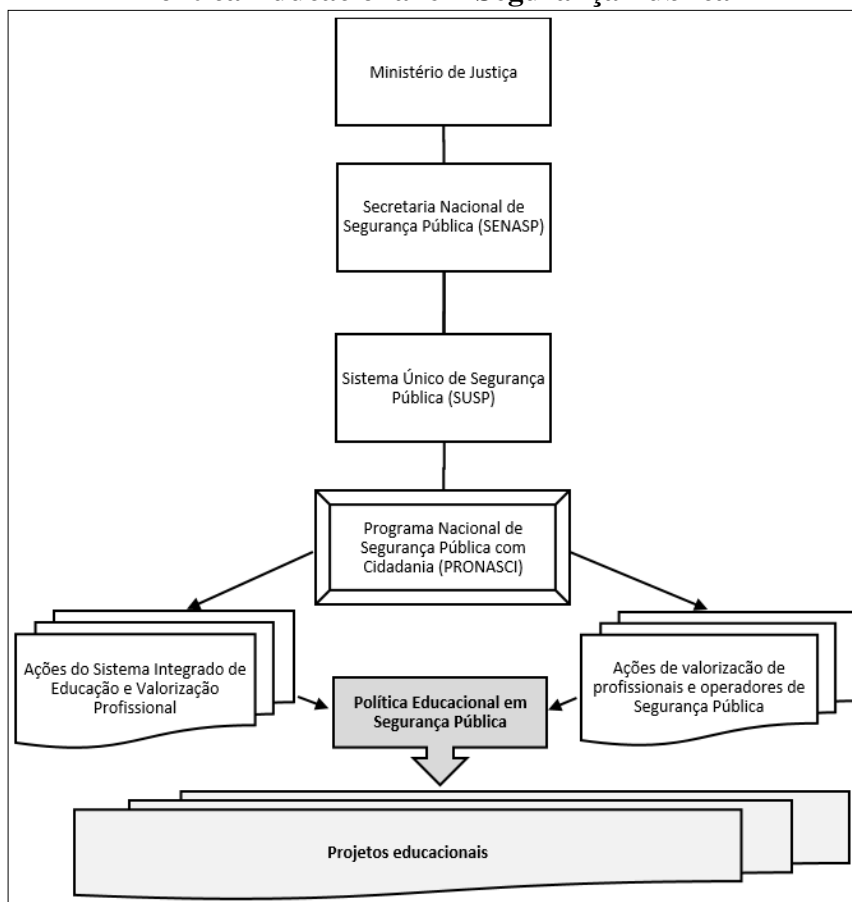 Ministério de Justiça
Secretaria Nacional de
Segurança Pública (SENASP)
Sistema Único de Segurança
Pública (SUSP)
Programa Nacional de
Segurança Pública com
Cidadania (PRONASCI)
Ações do Sistema Integrado de
Educação e Valorização
Profissional
Ações de valorização de
profissionais e operadores de
Segurança Pública
Política Educacional em
Segurança Pública
Projetos educacionais